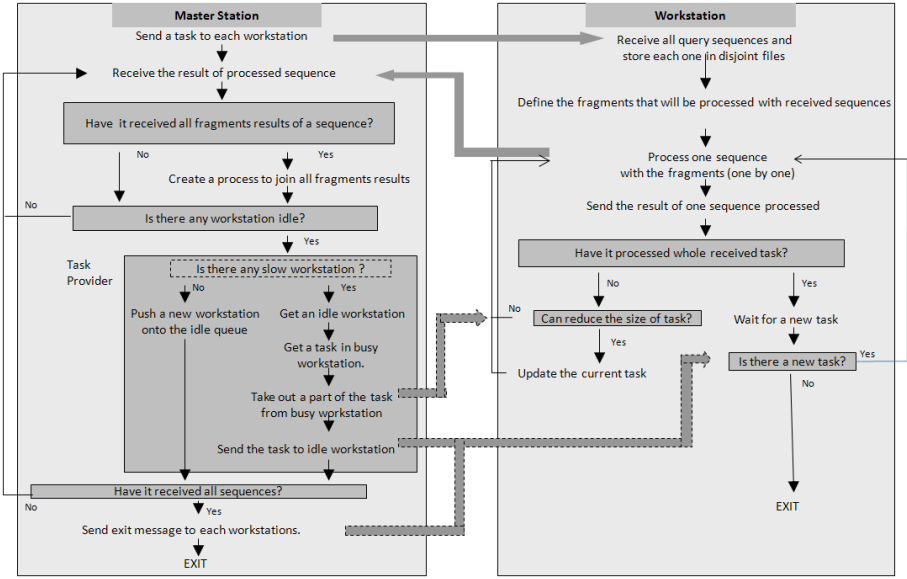 Master Station
Send a task to each workstation
Receive the result of processed sequence
Have it received all fragments results of a sequence?
No
Yes
Create a process to join all fragments results
No
Is there any workstation idle?
Yes
Task
Provider
Is there any slow workstation ?
No
Yes
Push a new workstation
onto the idle queue
Get an idle workstation
Get a task in busy
workstation.
Take out a part of the task
from busy workstation
Send the task to idle workstation
Have it received all sequences?
No
Yes
Send exit message to each workstations.
EXIT
Workstation
Receive all query sequences and
store each one in disjoint files
Define the fragments that will be processed with received sequences
Process one sequence
with the fragments (one by one)
Send the result of one sequence processed
Have it processed whole received task?
No
Yes
No
Can reduce the size of task?
Wait for a new task
Yes
Is there a new task?
Yes
Update the current task
No
EXIT